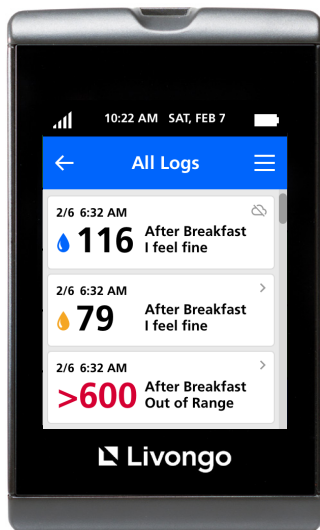 10:22 AM SAT, FEB 7
All Logs
2/6 6:32 AM
116 After Breakfast
I feel fine
2/6 6:32 AM
79 After Breakfast
I feel fine
2/6 6:32 AM
>600 After Breakfast
Out of Range
Livongo